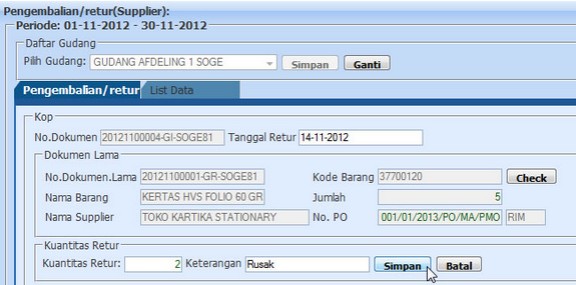 Pengembalian/retur(Supplier):
Periode: 01-11-2012 - 30-11-2012
Daftar Gudang
Pilh Gudang: GUDANG AFDELING 1 SOGE Simpan Ganti
Pengembalian/retur List Data
Kop
No.Dokumen 20121100004-GI-SOGE81 Tanggal Retur 14-11-2012
Dokumen Lama
No.Dokumen.Lama 20121100001-GR-SOGE81 Kode Barang 37700120 Check
Nama Barang KERTAS HVS FOLIO 60 GR Jumlah 5
Nama Supplier TOKO KARTIKA STATIONARY No. PO 001/01/2013/PO/MA/PMO RIM
Kuantitas Retur
Kuantitas Retur: 2 Keterangan Rusak Simpan Batal